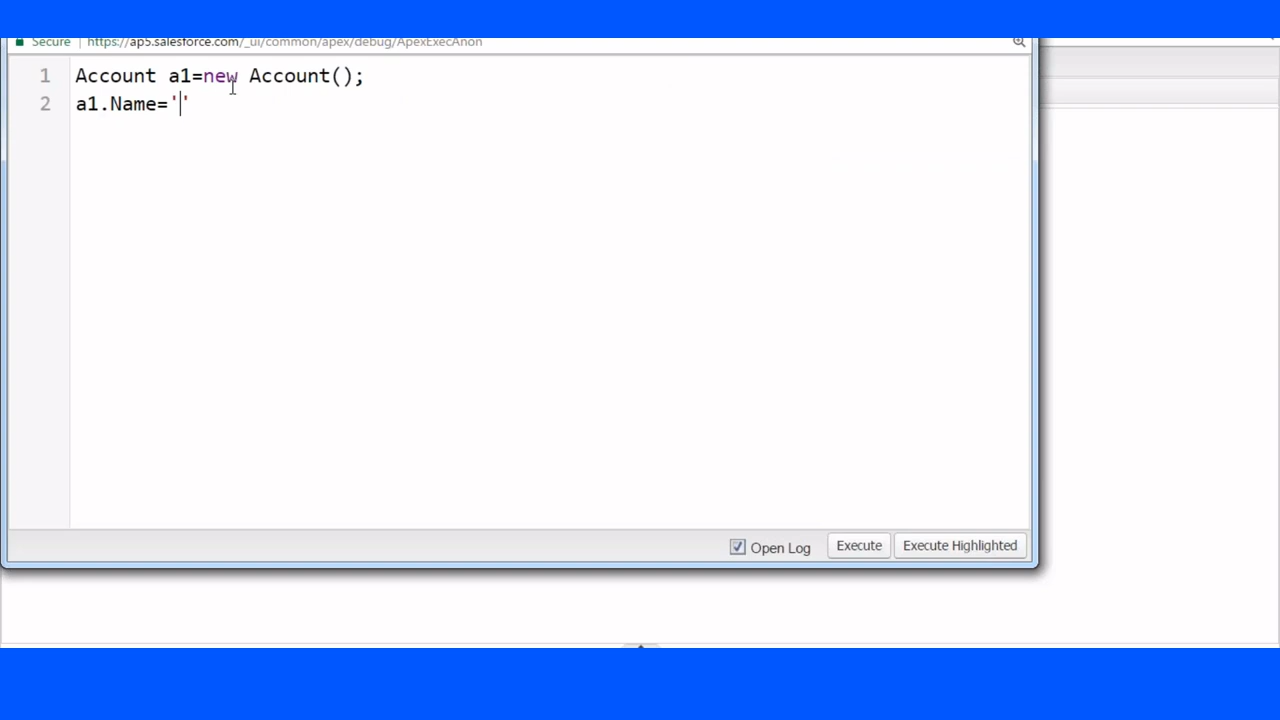 Secure | https://ap5.salesforce.com/_ui/common/apex/debug/ApexExecAnon
1 Account a1=new Account();
2 a1.Name=''
Open Log Execute Execute Highlighted